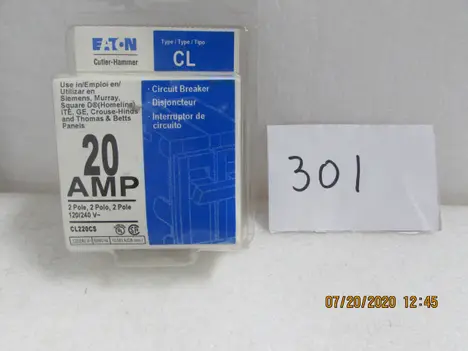 EATON
Cutler-Hammer
Type / Type / Tipo
CL
Use in/Emploi en/
Utilizar en
Siemens, Murray,
Square D®(Homeline)
ITE, GE, Crouse-Hinds
and Thomas & Betts
Panels
· Circuit Breaker
Disjoncteur
Interruptor de
circuito
20
AMP
2 Pole, 2 Polo, 2 Pole
120/240 V~
CL220CS
301
07/20/2020 12:45